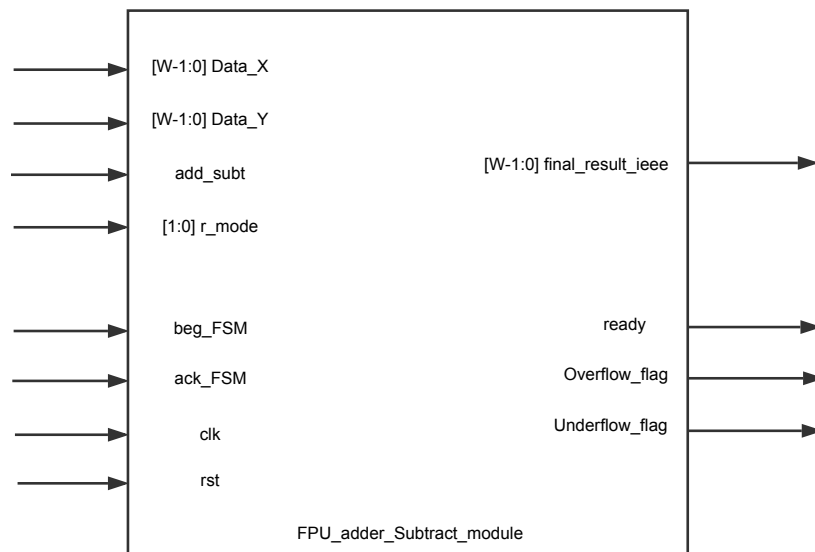 [W-1:0] Data_X
[W-1:0] Data_Y
add_subt
[1:0] r_mode
beg_FSM
ack_FSM
clk
rst
[W-1:0] final_result_ieee
ready
Overflow_flag
Underflow_flag
FPU_adder_Subtract_module